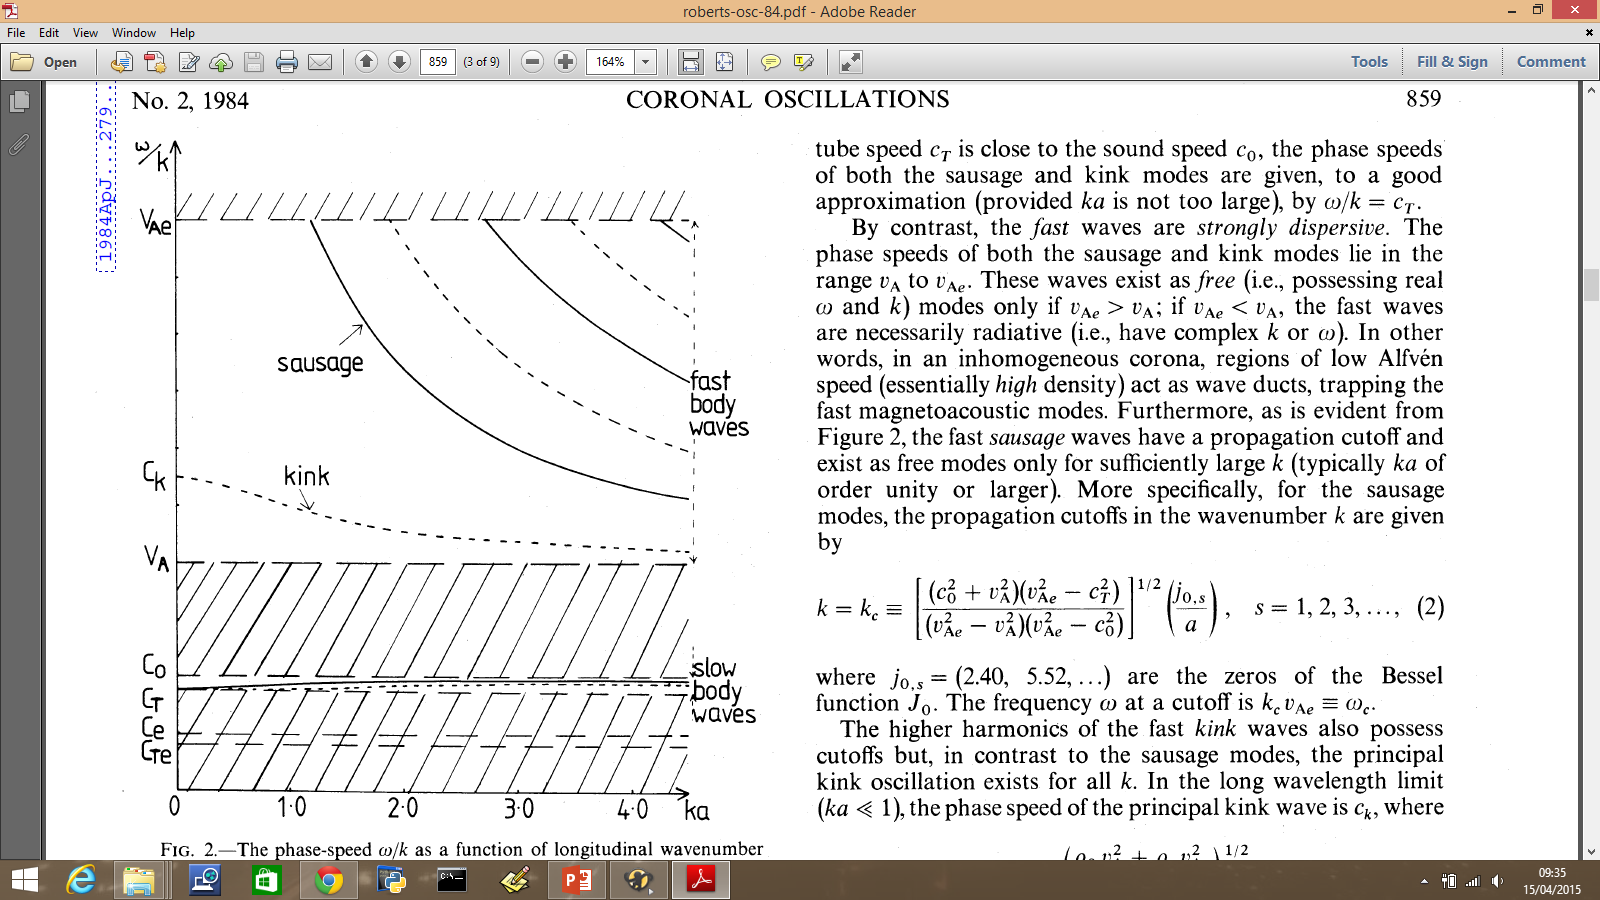 roberts-osc-84.pdf - Adobe Reader
File Edit View Window Help
Open 859 (3 of 9) 164% Tools Fill & Sign Comment
1984ApJ...279..
No. 2, 1984 CORONAL OSCILLATIONS 859
ω/k
VAe
sausage
fast
body
waves
Ck
kink
VA
C0
slow
CT
body
waves
Ce
CTe
0 1·0 2·0 3·0 4·0 ka
FIG. 2.—The phase-speed ω/k as a function of longitudinal wavenumber
tube speed cT is close to the sound speed c0, the phase speeds
of both the sausage and kink modes are given, to a good
approximation (provided ka is not too large), by ω/k = cT.
By contrast, the fast waves are strongly dispersive. The
phase speeds of both the sausage and kink modes lie in the
range vA to vAe. These waves exist as free (i.e., possessing real
ω and k) modes only if vAe > vA; if vAe < vA, the fast waves
are necessarily radiative (i.e., have complex k or ω). In other
words, in an inhomogeneous corona, regions of low Alfvén
speed (essentially high density) act as wave ducts, trapping the
fast magnetoacoustic modes. Furthermore, as is evident from
Figure 2, the fast sausage waves have a propagation cutoff and
exist as free modes only for sufficiently large k (typically ka of
order unity or larger). More specifically, for the sausage
modes, the propagation cutoffs in the wavenumber k are given
by
k = kc ≡ [(c0² + vA²)(vAe² − cT²) / (vAe² − vA²)(vAe² − c0²)]^1/2 (j0,s / a), s = 1, 2, 3, ..., (2)
where j0,s = (2.40, 5.52, ...) are the zeros of the Bessel
function J0. The frequency ω at a cutoff is kc vAe ≡ ωc.
The higher harmonics of the fast kink waves also possess
cutoffs but, in contrast to the sausage modes, the principal
kink oscillation exists for all k. In the long wavelength limit
(ka ≪ 1), the phase speed of the principal kink wave is ck, where
09:35
15/04/2015